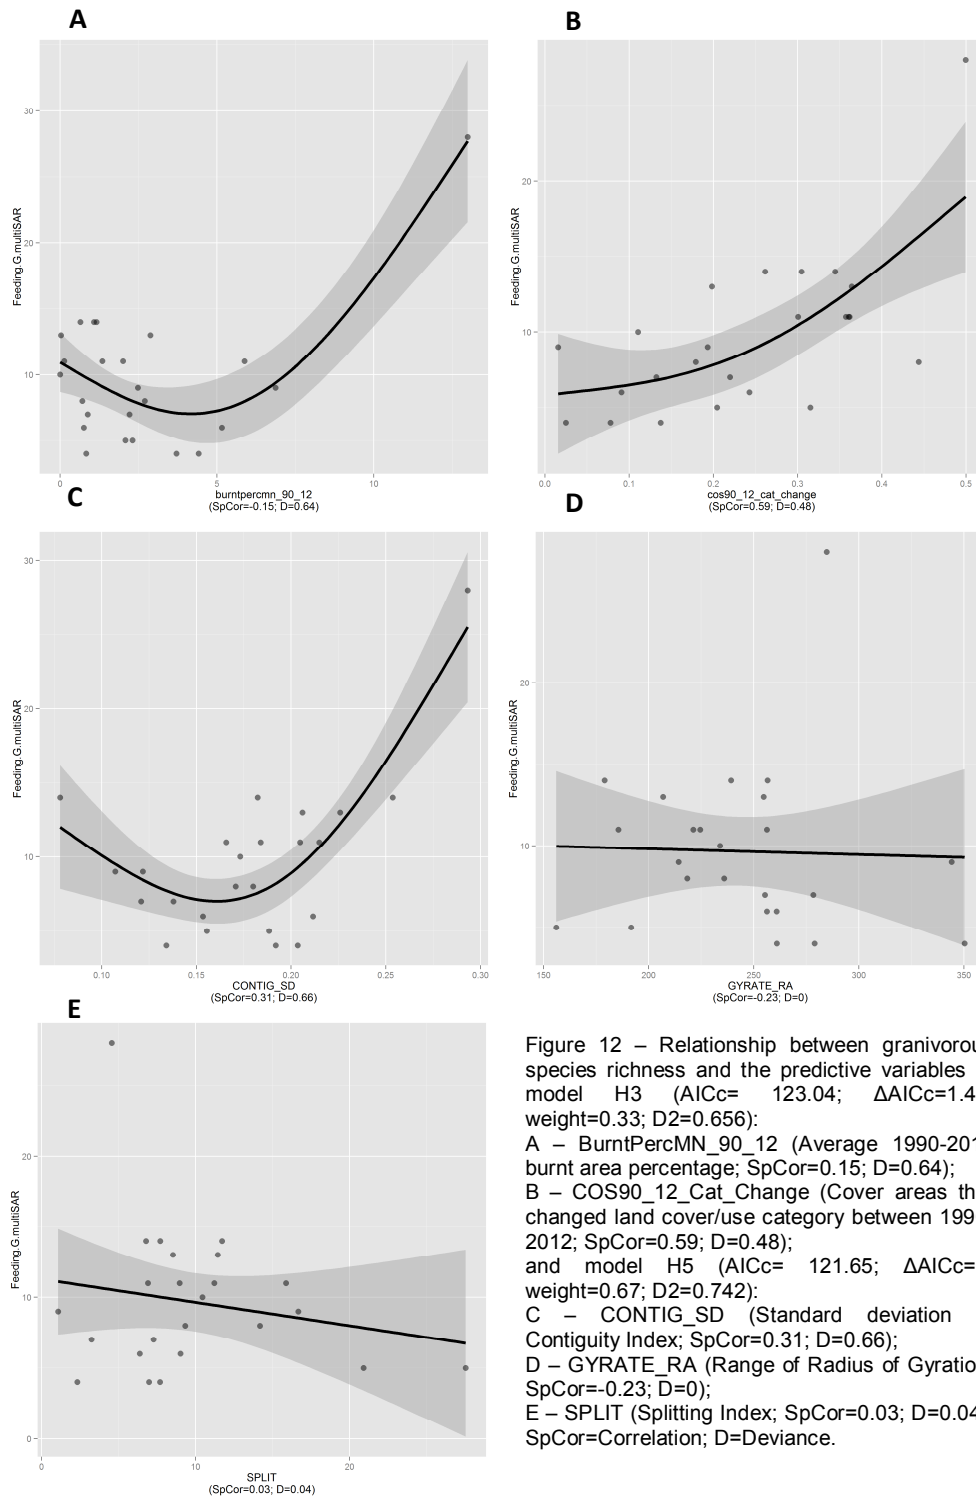 A
B
30
20
10
Feeding.G.multiSAR
0 5 10
burntpercmn_90_12
(SpCor=-0.15; D=0.64)
20
10
Feeding.G.multiSAR
0.0 0.1 0.2 0.3 0.4 0.5
cos90_12_cat_change
(SpCor=0.59; D=0.48)
C
D
30
20
10
Feeding.G.multiSAR
0.10 0.15 0.20 0.25 0.30
CONTIG_SD
(SpCor=0.31; D=0.66)
20
10
Feeding.G.multiSAR
150 200 250 300 350
GYRATE_RA
(SpCor=-0.23; D=0)
E
20
10
0
Feeding.G.multiSAR
0 10 20
SPLIT
(SpCor=0.03; D=0.04)
Figure 12 – Relationship between
species richness and the predictive variables
model H3 (AICc= 123.04; ΔAICc=1.4
weight=0.33; D2=0.656):
A – BurntPercMN_90_12 (Average
burnt area percentage; SpCor=0.15; D=0.64);
B – COS90_12_Cat_Change (Cover areas
changed land cover/use category between
2012; SpCor=0.59; D=0.48);
and model H5 (AICc= 121.65; ΔAICc=
weight=0.67; D2=0.742):
C – CONTIG_SD (Standard deviation
Contiguity Index; SpCor=0.31; D=0.66);
D – GYRATE_RA (Range of Radius of
SpCor=-0.23; D=0);
E – SPLIT (Splitting Index; SpCor=0.03; D=0.04
SpCor=Correlation; D=Deviance.